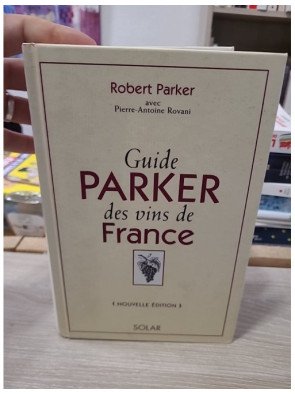 Robert Parker
avec
Pierre-Antoine Rovani
Guide
PARKER
des vins de
France
( NOUVELLE ÉDITION )
SOLAR